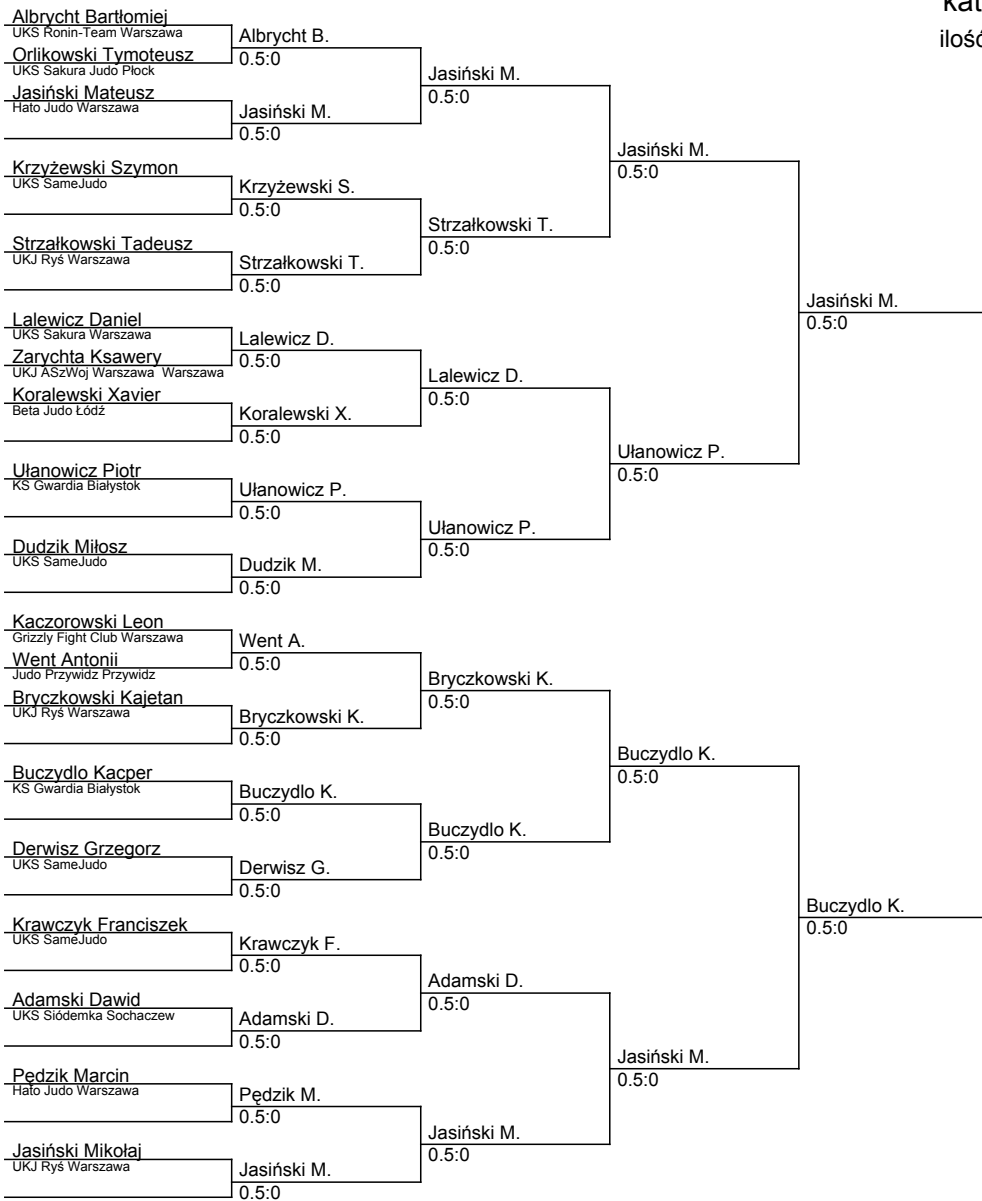 kat
ilość
Albrycht Bartłomiej
UKS Ronin-Team Warszawa
Albrycht B.
0.5:0
Orlikowski Tymoteusz
UKS Sakura Judo Płock
Jasiński M.
0.5:0
Jasiński Mateusz
Hato Judo Warszawa
Jasiński M.
0.5:0
Jasiński M.
0.5:0
Krzyżewski Szymon
UKS SameJudo
Krzyżewski S.
0.5:0
Strzałkowski T.
0.5:0
Strzałkowski Tadeusz
UKJ Ryś Warszawa
Strzałkowski T.
0.5:0
Jasiński M.
0.5:0
Lalewicz Daniel
UKS Sakura Warszawa
Lalewicz D.
0.5:0
Zarychta Ksawery
UKJ ASzWoj Warszawa Warszawa
Lalewicz D.
0.5:0
Koralewski Xavier
Beta Judo Łódź
Koralewski X.
0.5:0
Ułanowicz P.
0.5:0
Ułanowicz Piotr
KS Gwardia Białystok
Ułanowicz P.
0.5:0
Ułanowicz P.
0.5:0
Dudzik Miłosz
UKS SameJudo
Dudzik M.
0.5:0
Kaczorowski Leon
Grizzly Fight Club Warszawa
Went A.
0.5:0
Went Antonii
Judo Przywidz Przywidz
Bryczkowski K.
0.5:0
Bryczkowski Kajetan
UKJ Ryś Warszawa
Bryczkowski K.
0.5:0
Buczydlo K.
0.5:0
Buczydlo Kacper
KS Gwardia Białystok
Buczydlo K.
0.5:0
Buczydlo K.
0.5:0
Derwisz Grzegorz
UKS SameJudo
Derwisz G.
0.5:0
Buczydlo K.
0.5:0
Krawczyk Franciszek
UKS SameJudo
Krawczyk F.
0.5:0
Adamski D.
0.5:0
Adamski Dawid
UKS Siódemka Sochaczew
Adamski D.
0.5:0
Jasiński M.
0.5:0
Pędzik Marcin
Hato Judo Warszawa
Pędzik M.
0.5:0
Jasiński M.
0.5:0
Jasiński Mikołaj
UKJ Ryś Warszawa
Jasiński M.
0.5:0